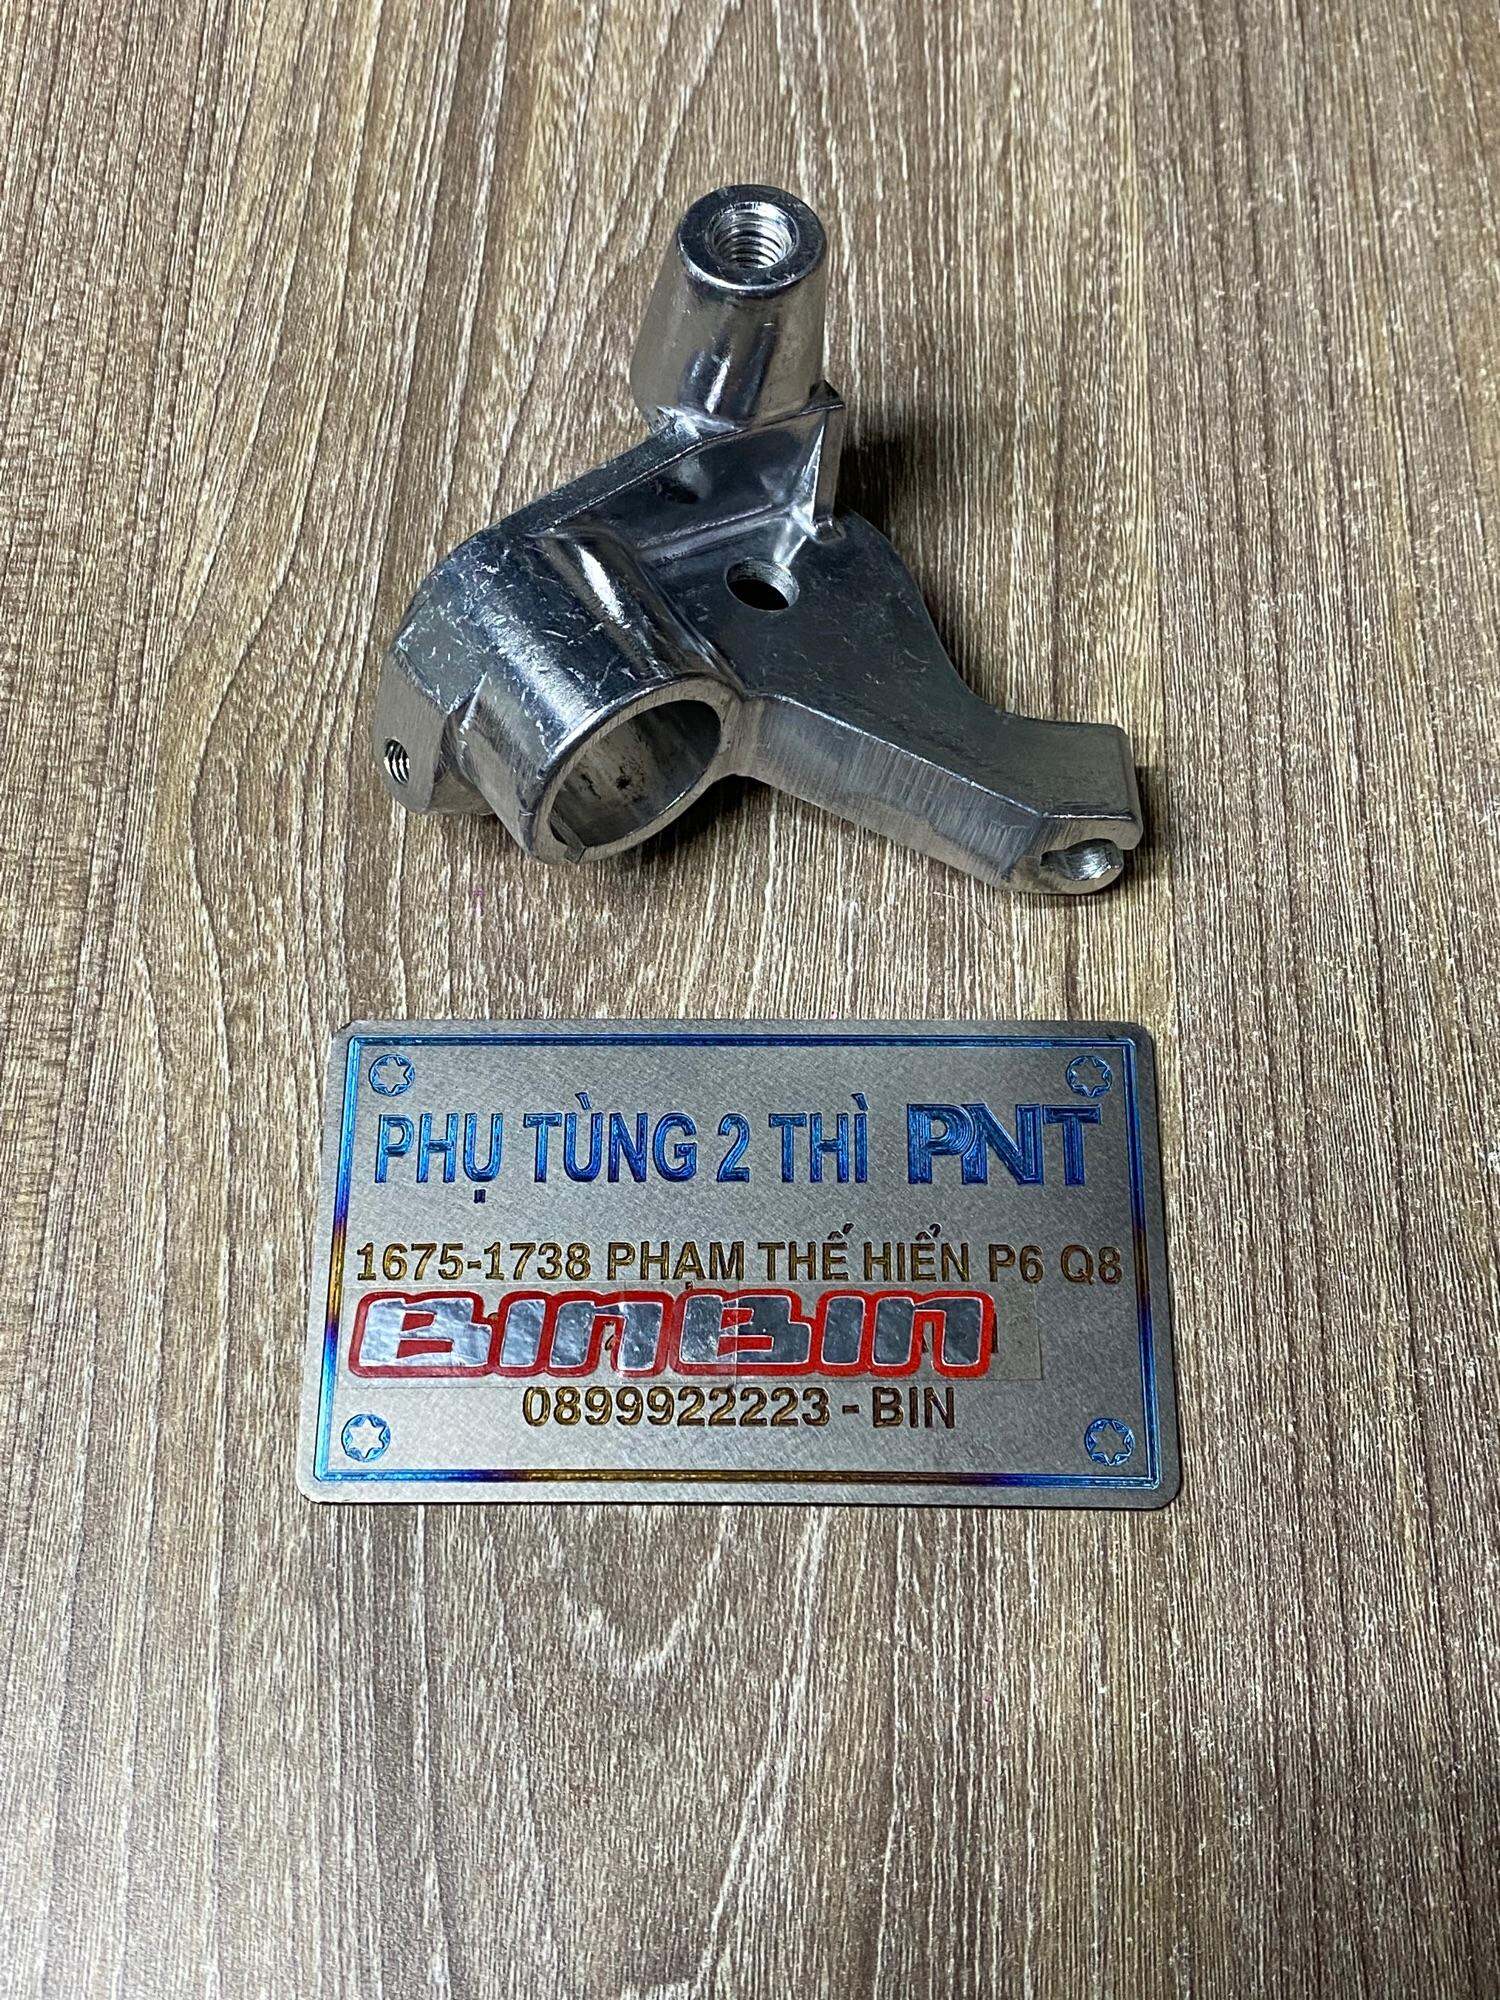 PHỤ TÙNG 2 THÌ PNT
1675-1738 PHẠM THẾ HIỂN P6 Q8
BINBIN
0899922223 - BIN